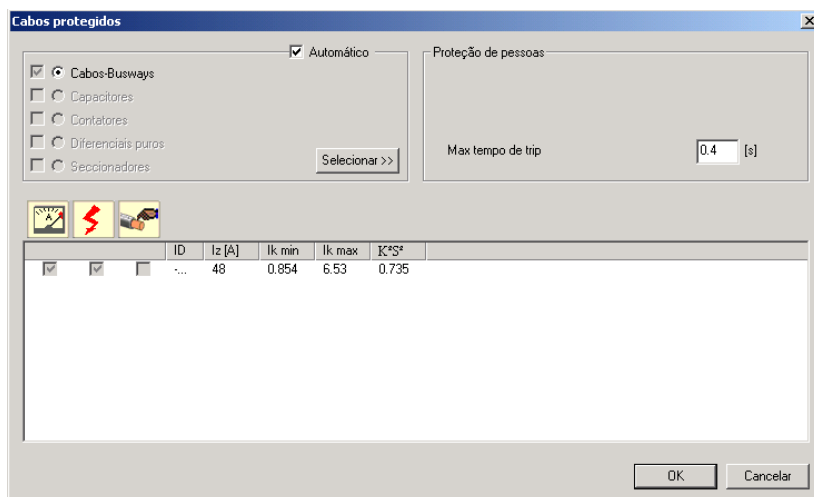 Cabos protegidos
Automático
Cabos-Busways
Capacitores
Contatores
Diferenciais puros
Seccionadores
Selecionar >>
Proteção de pessoas
Max tempo de trip 0.4 [s]
A
ID Iz [A] Ik min Ik max K²S²
-... 48 0.854 6.53 0.735
OK Cancelar